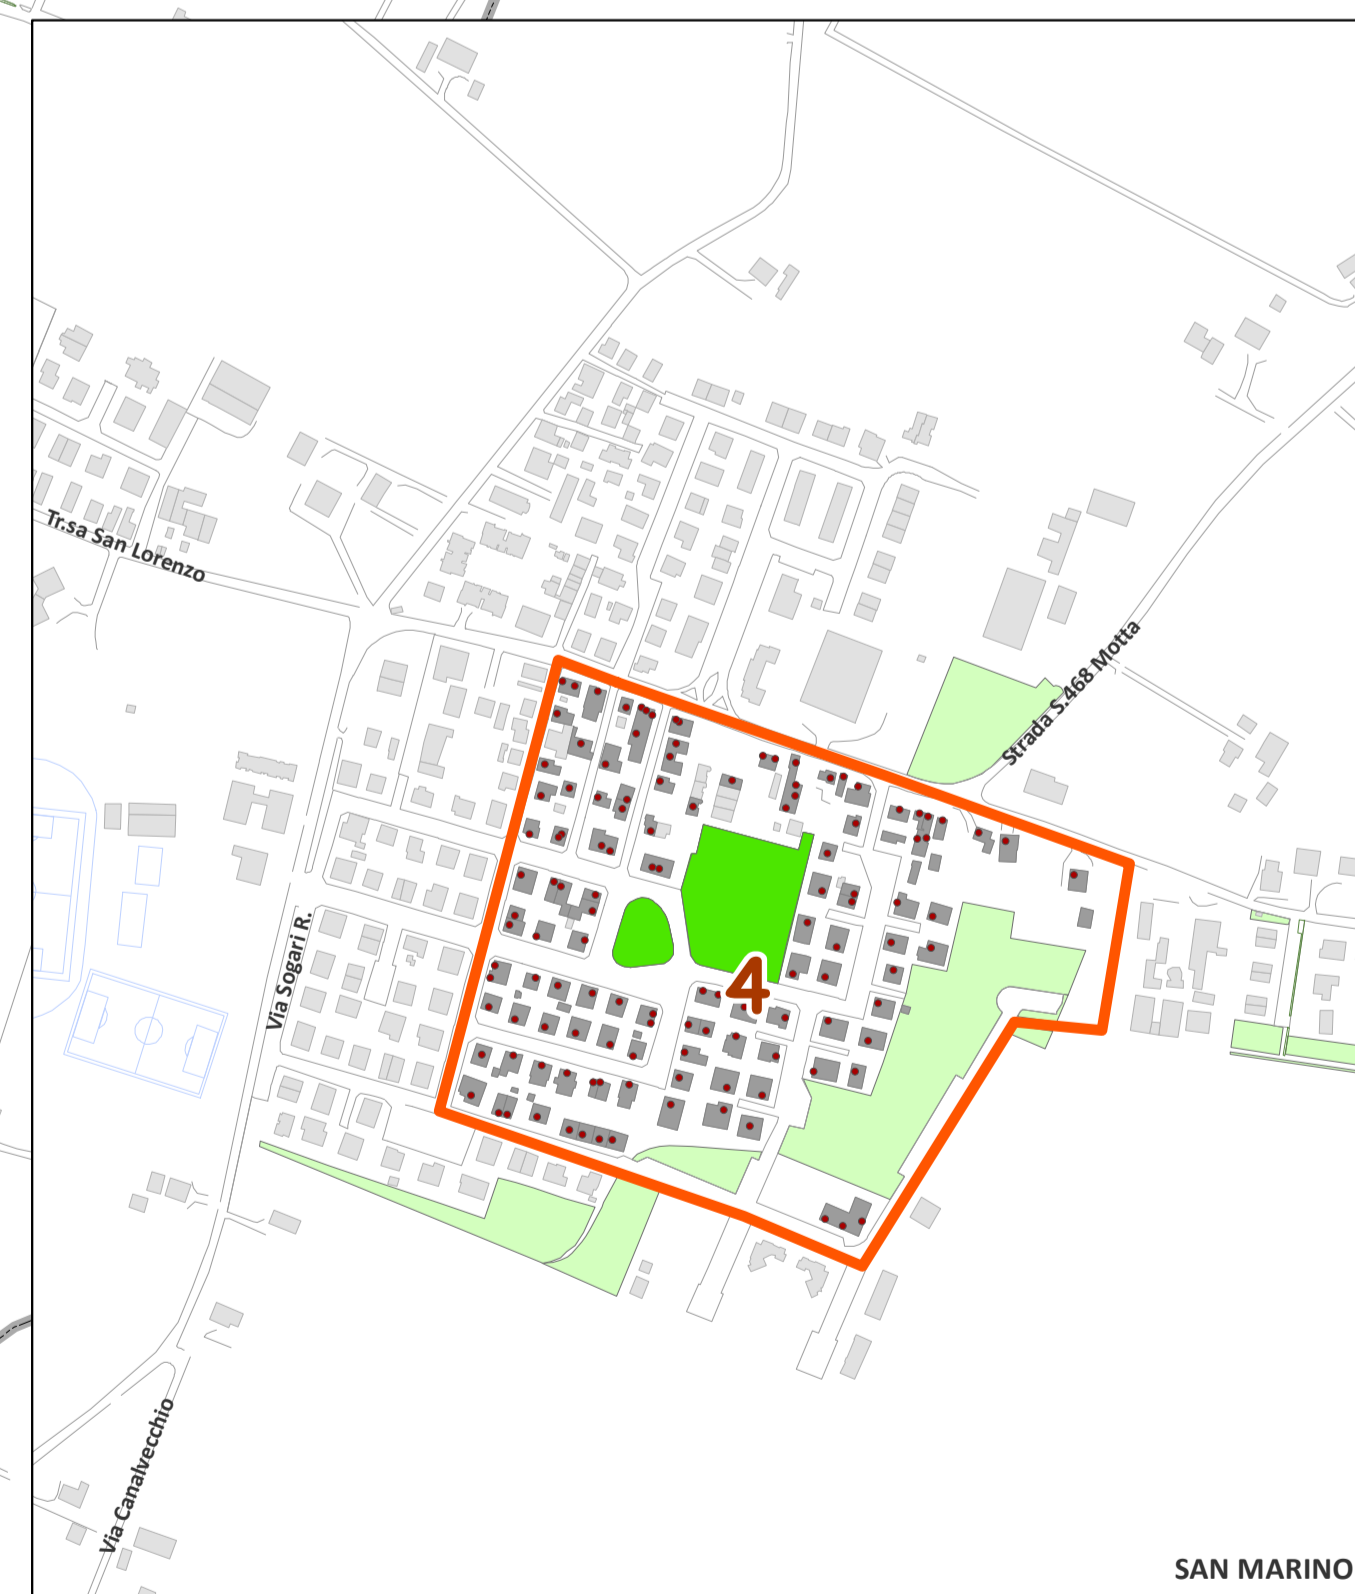 Tr.sa San Lorenzo
Strada S.468 Motta
Via Sogari R.
4
Via Canalvecchio
SAN MARINO